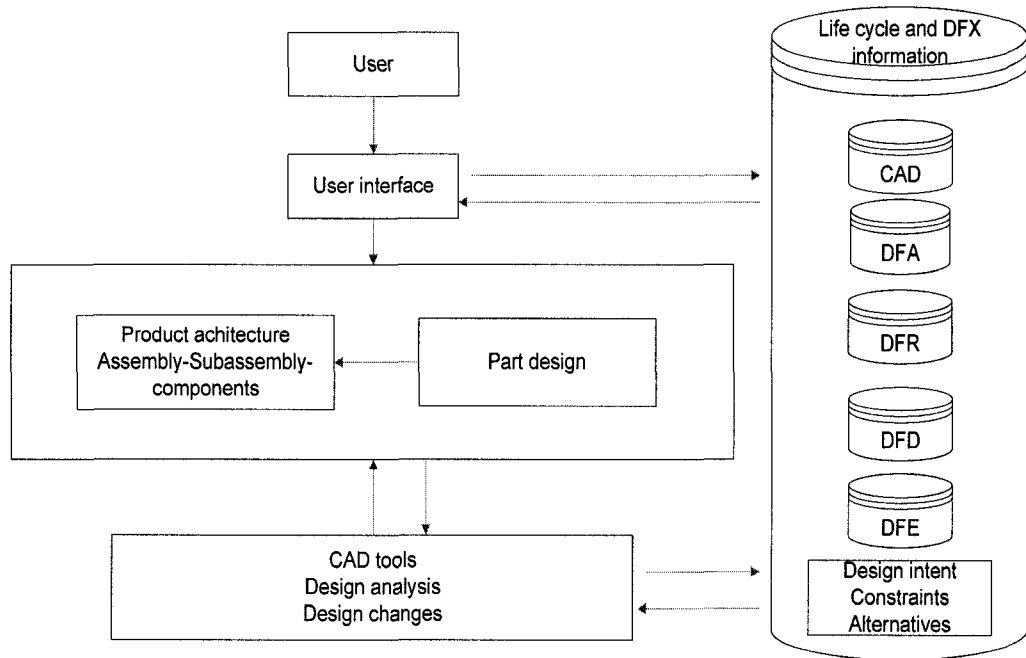 User
User interface
Product achitecture
Assembly-Subassembly-
components
Part design
CAD tools
Design analysis
Design changes
Life cycle and DFX
information
CAD
DFA
DFR
DFD
DFE
Design intent
Constraints
Alternatives